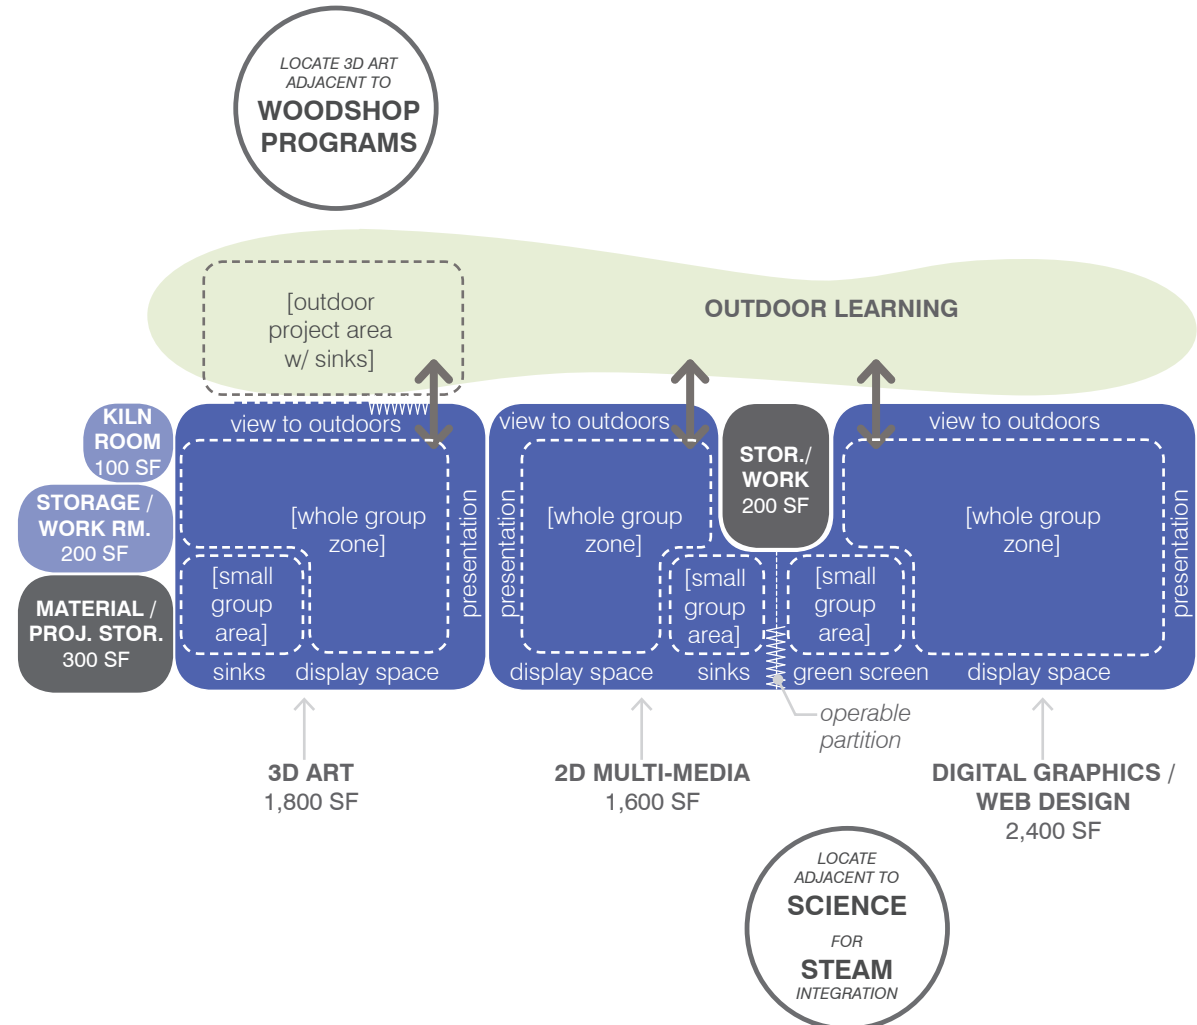 LOCATE 3D ART
ADJACENT TO
WOODSHOP
PROGRAMS
[outdoor
project area
w/ sinks]
OUTDOOR LEARNING
KILN
ROOM
100 SF
STORAGE /
WORK RM.
200 SF
MATERIAL /
PROJ. STOR.
300 SF
view to outdoors
[whole group
zone]
presentation
[small
group
area]
sinks
display space
view to outdoors
presentation
[whole group
zone]
[small
group
area]
display space
sinks
STOR./
WORK
200 SF
view to outdoors
[whole group
zone]
presentation
[small
group
area]
green screen
display space
operable
partition
3D ART
1,800 SF
2D MULTI-MEDIA
1,600 SF
DIGITAL GRAPHICS /
WEB DESIGN
2,400 SF
LOCATE
ADJACENT TO
SCIENCE
FOR
STEAM
INTEGRATION